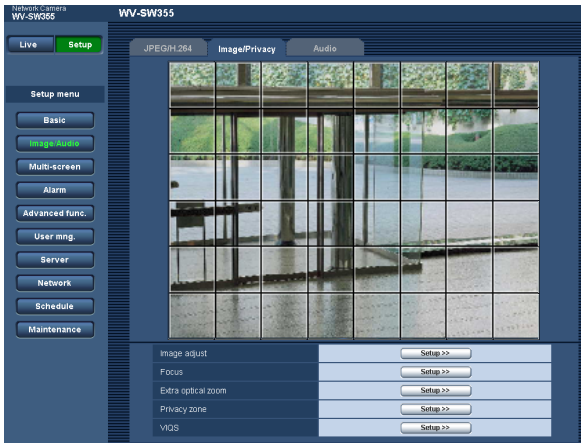 Network Camera
WV-SW355
WV-SW355
Live Setup
JPEG/H.264 Image/Privacy Audio
Setup menu
Basic
Image/Audio
Multi-screen
Alarm
Advanced func.
User mng.
Server
Network
Schedule
Maintenance
Image adjust Setup >>
Focus Setup >>
Extra optical zoom Setup >>
Privacy zone Setup >>
VIQS Setup >>